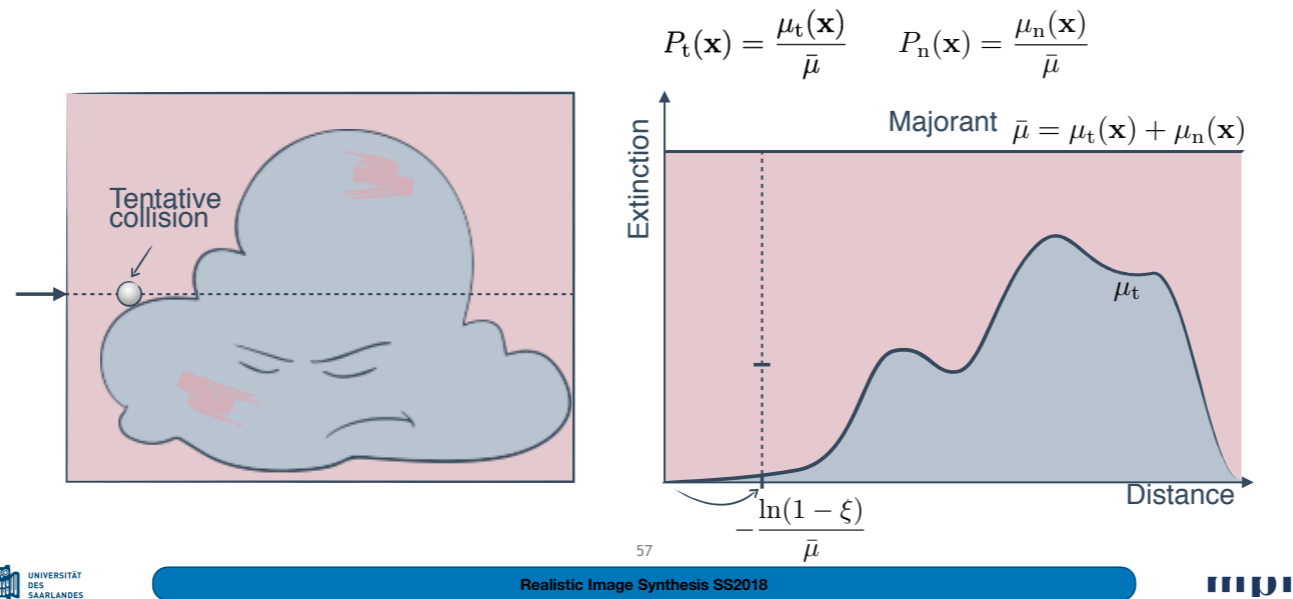 P_t(x) = μ_t(x) / μ̄    P_n(x) = μ_n(x) / μ̄
Majorant μ̄ = μ_t(x) + μ_n(x)
Extinction
Tentative
collision
μ_t
Distance
− ln(1 − ξ) / μ̄
57
UNIVERSITÄT
DES
SAARLANDES
Realistic Image Synthesis SS2018
mpi